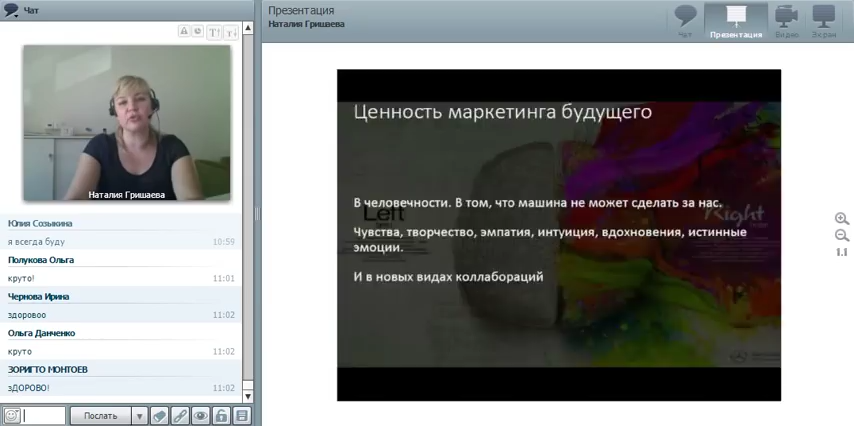 Чат
Наталия Гришаева
Юлия Созыкина
я всегда буду 10:59
Полукова Ольга
круто! 11:01
Чернова Ирина
здоровоо 11:02
Ольга Данченко
круто 11:02
ЗОРИГТО МОНТОЕВ
зДОРОВО! 11:02
Послать
Презентация
Наталия Гришаева
Чат
Презентация
Видео
Экран
Ценность маркетинга будущего
В человечности. В том, что машина не может сделать за нас.
Left
Right
Чувства, творчество, эмпатия, интуиция, вдохновения, истинные
эмоции.
И в новых видах коллабораций
1.1